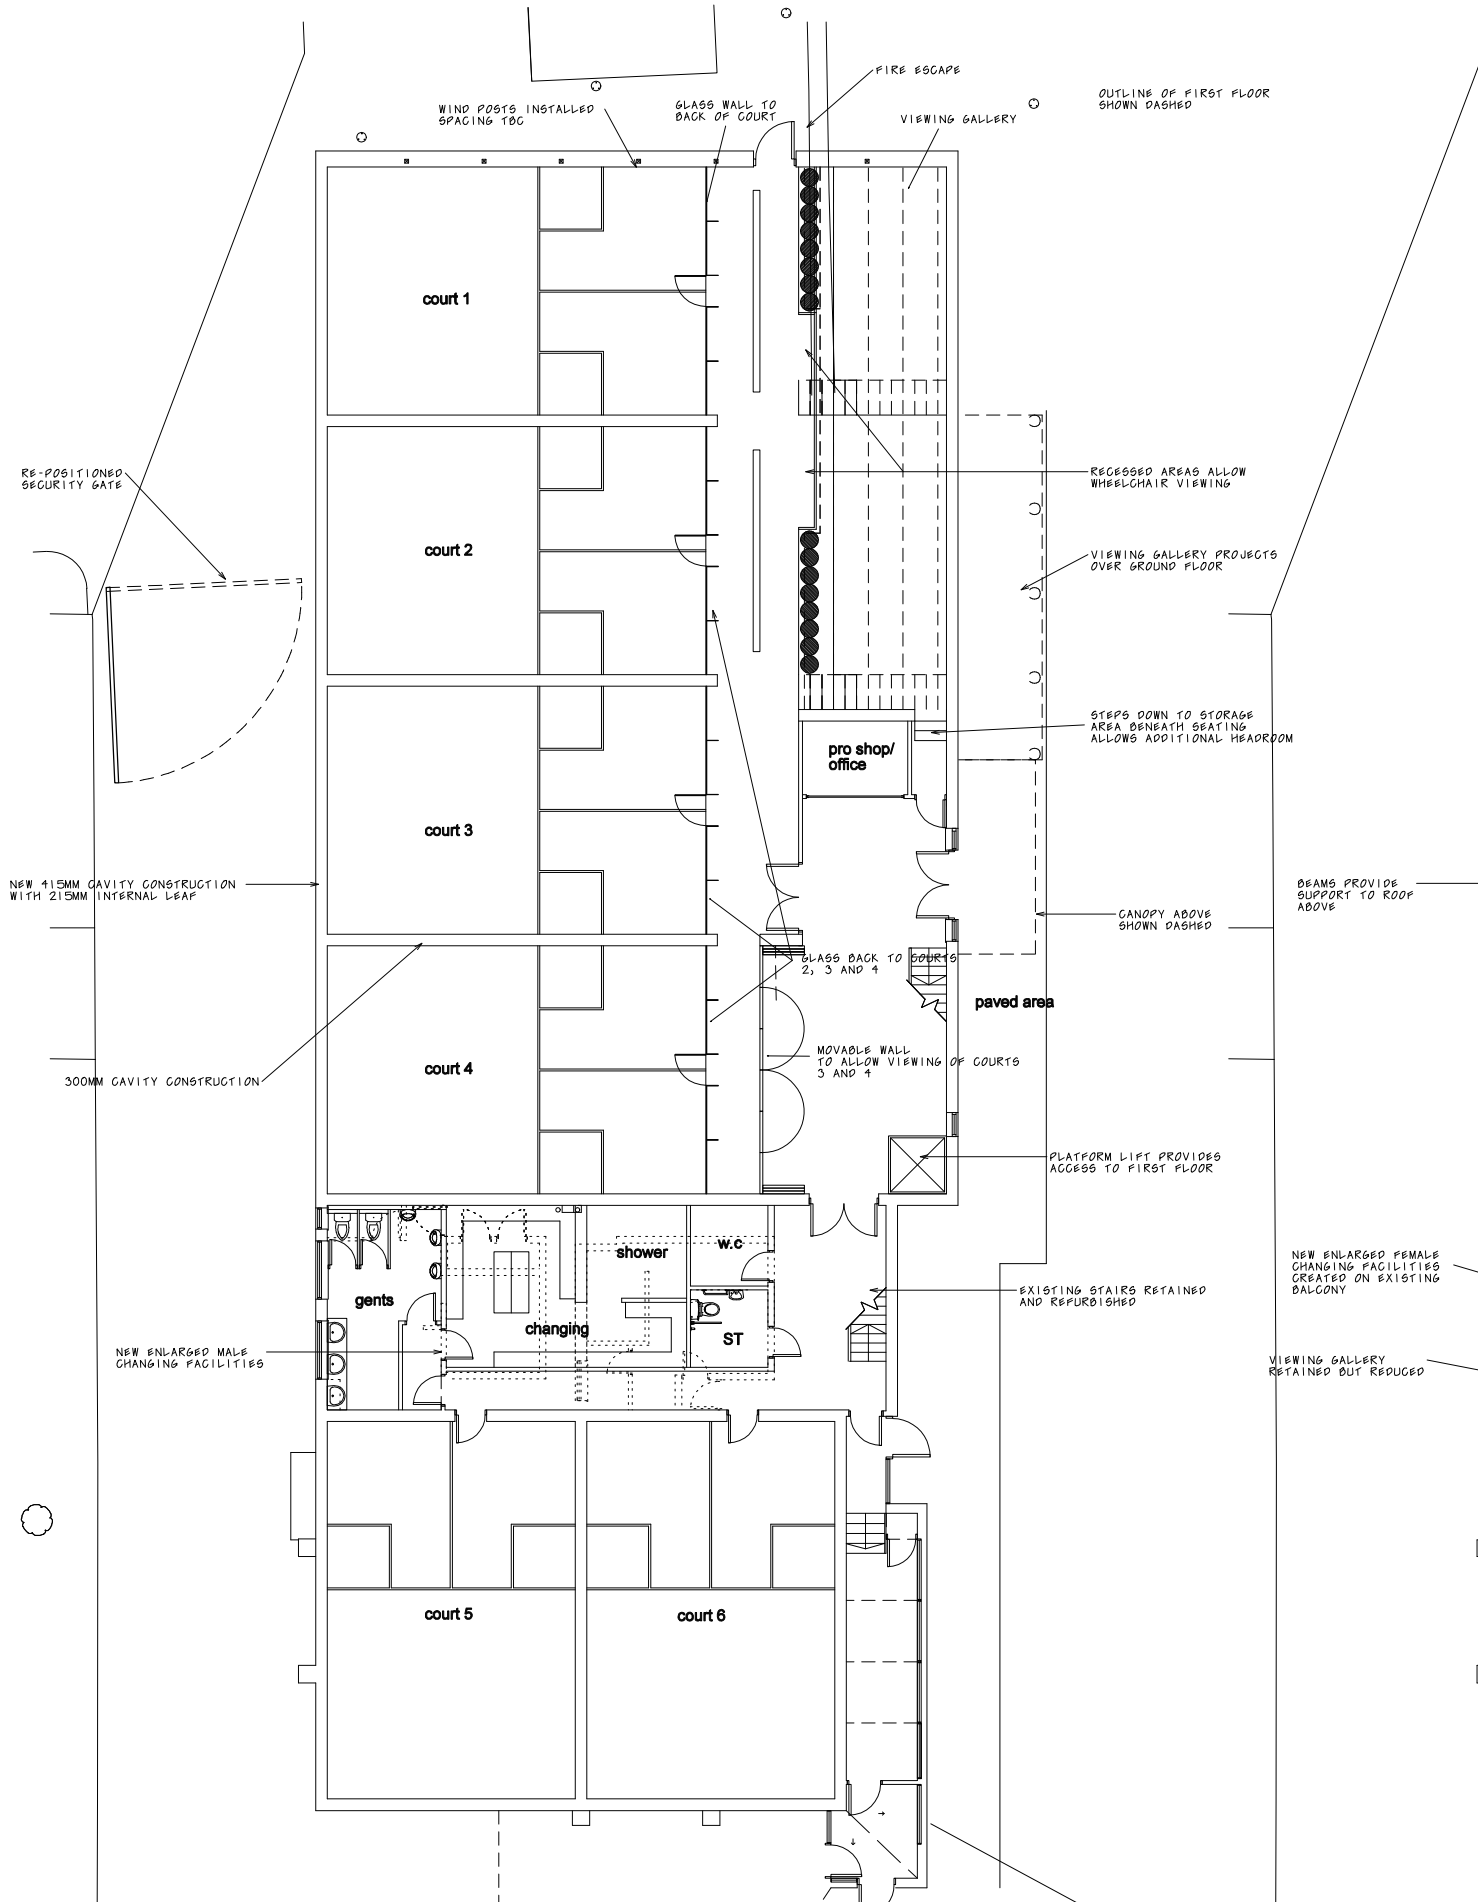 FIRE ESCAPE
OUTLINE OF FIRST FLOOR
SHOWN DASHED
WIND POSTS INSTALLED
SPACING TBC
GLASS WALL TO
BACK OF COURT
VIEWING GALLERY
court 1
RE-POSITIONED
SECURITY GATE
RECESSED AREAS ALLOW
WHEELCHAIR VIEWING
court 2
VIEWING GALLERY PROJECTS
OVER GROUND FLOOR
STEPS DOWN TO STORAGE
AREA BENEATH SEATING
ALLOWS ADDITIONAL HEADROOM
pro shop/
office
court 3
NEW 415MM CAVITY CONSTRUCTION
WITH 215MM INTERNAL LEAF
BEAMS PROVIDE
SUPPORT TO ROOF
ABOVE
CANOPY ABOVE
SHOWN DASHED
GLASS BACK TO COURTS
2, 3 AND 4
paved area
MOVABLE WALL
TO ALLOW VIEWING OF COURTS
3 AND 4
court 4
300MM CAVITY CONSTRUCTION
PLATFORM LIFT PROVIDES
ACCESS TO FIRST FLOOR
shower
w.c
NEW ENLARGED FEMALE
CHANGING FACILITIES
CREATED ON EXISTING
BALCONY
gents
EXISTING STAIRS RETAINED
AND REFURBISHED
changing
ST
NEW ENLARGED MALE
CHANGING FACILITIES
VIEWING GALLERY
RETAINED BUT REDUCED
court 5
court 6